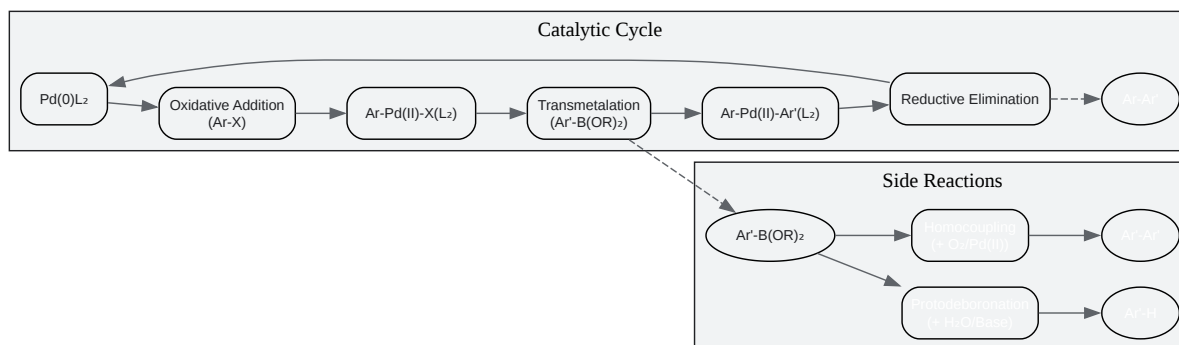 Catalytic Cycle
Pd(0)L₂
Oxidative Addition
(Ar-X)
Ar-Pd(II)-X(L₂)
Transmetalation
(Ar'-B(OR)₂)
Ar-Pd(II)-Ar'(L₂)
Reductive Elimination
Ar-Ar'
Side Reactions
Ar'-B(OR)₂
Homocoupling
(+ O₂/Pd(II))
Ar'-Ar'
Protodeboronation
(+ H₂O/Base)
Ar'-H